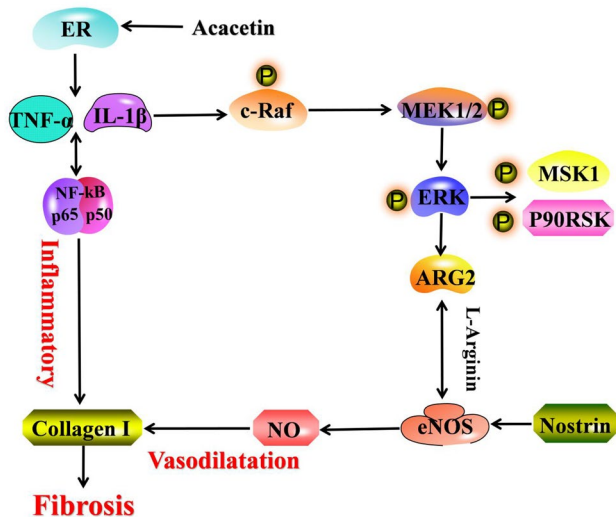 ER
Acacetin
TNF-α
IL-1β
P
c-Raf
MEK1/2
P
NF-kB
p65
p50
P
ERK
P
MSK1
P
P90RSK
ARG2
Inflammatory
L-Arginin
Collagen I
NO
eNOS
Nostrin
Vasodilatation
Fibrosis